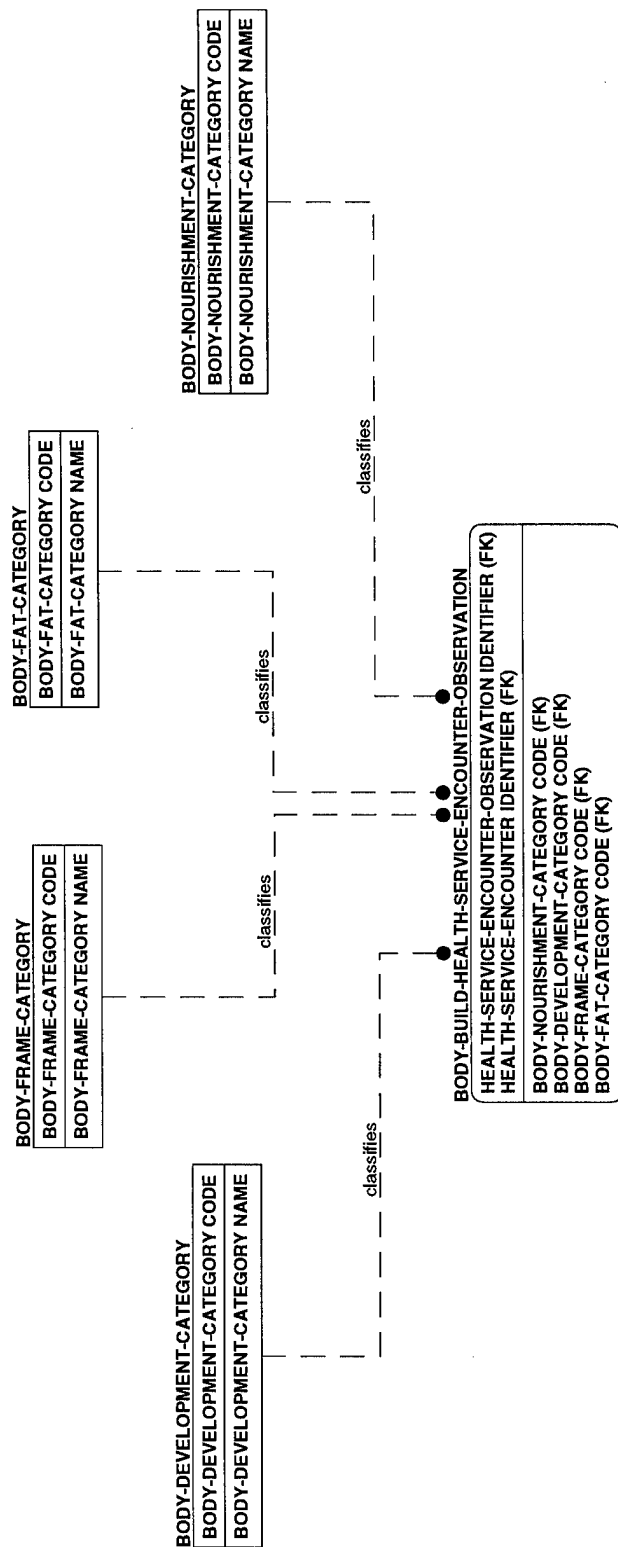 BODY-DEVELOPMENT-CATEGORY
BODY-DEVELOPMENT-CATEGORY CODE
BODY-DEVELOPMENT-CATEGORY NAME
BODY-FRAME-CATEGORY
BODY-FRAME-CATEGORY CODE
BODY-FRAME-CATEGORY NAME
BODY-FAT-CATEGORY
BODY-FAT-CATEGORY CODE
BODY-FAT-CATEGORY NAME
BODY-NOURISHMENT-CATEGORY
BODY-NOURISHMENT-CATEGORY CODE
BODY-NOURISHMENT-CATEGORY NAME
classifies
classifies
classifies
classifies
BODY-BUILD-HEALTH-SERVICE-ENCOUNTER-OBSERVATION
HEALTH-SERVICE-ENCOUNTER-OBSERVATION IDENTIFIER (FK)
HEALTH-SERVICE-ENCOUNTER IDENTIFIER (FK)
BODY-NOURISHMENT-CATEGORY CODE (FK)
BODY-DEVELOPMENT-CATEGORY CODE (FK)
BODY-FRAME-CATEGORY CODE (FK)
BODY-FAT-CATEGORY CODE (FK)